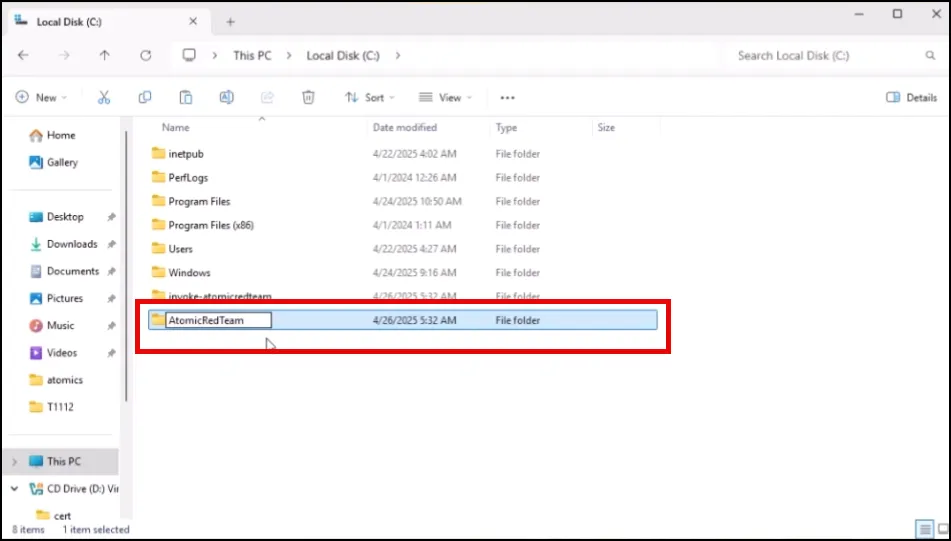 Local Disk (C:)
This PC > Local Disk (C:) >
Search Local Disk (C:)
New
Sort
View
Details
Name Date modified Type Size
Home
Gallery
Desktop
Downloads
Documents
Pictures
Music
Videos
atomics
T1112
This PC
CD Drive (D:) Vir
cert
inetpub 4/22/2025 4:02 AM File folder
PerfLogs 4/1/2024 12:26 AM File folder
Program Files 4/24/2025 10:50 AM File folder
Program Files (x86) 4/1/2024 1:11 AM File folder
Users 4/22/2025 4:27 AM File folder
Windows 4/24/2025 9:16 AM File folder
invoke-atomicredteam 4/26/2025 5:32 AM File folder
AtomicRedTeam 4/26/2025 5:32 AM File folder
8 items 1 item selected